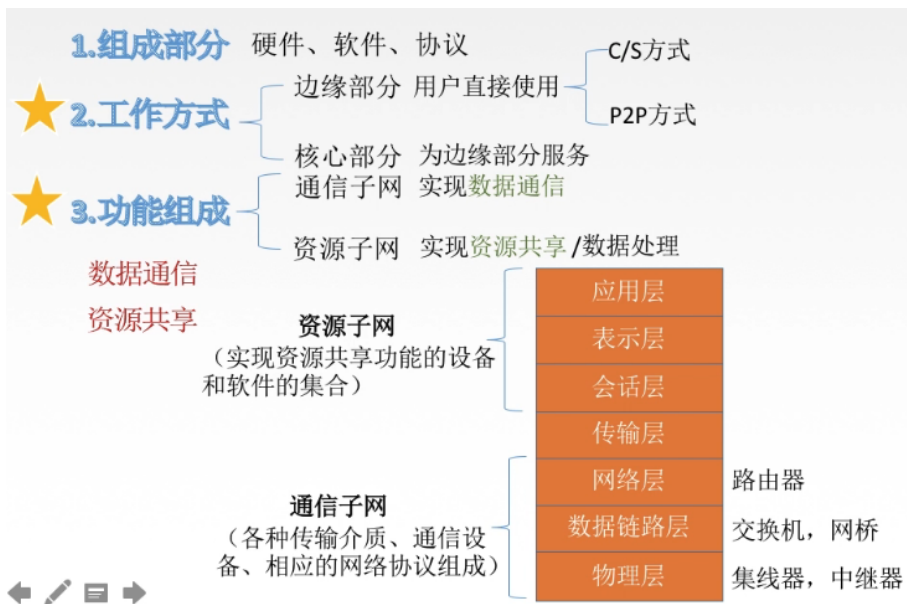 1.组成部分 硬件、软件、协议
C/S方式
2.工作方式
边缘部分 用户直接使用
P2P方式
核心部分 为边缘部分服务
3.功能组成
通信子网 实现数据通信
资源子网 实现资源共享/数据处理
数据通信
资源共享
资源子网
（实现资源共享功能的设备
和软件的集合）
应用层
表示层
会话层
传输层
网络层 路由器
数据链路层 交换机，网桥
物理层 集线器，中继器
通信子网
（各种传输介质、通信设
备、相应的网络协议组成）